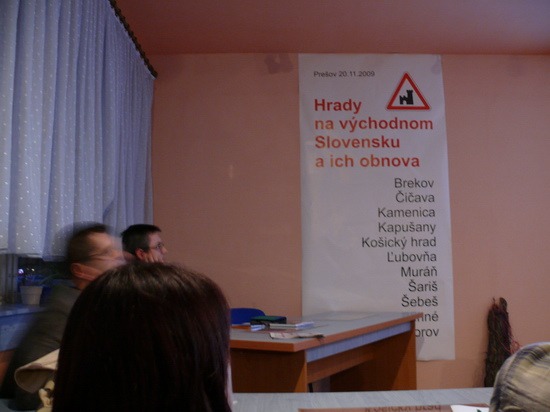 Prešov 20.11.2009
Hrady
na východnom
Slovensku
a ich obnova
Brekov
Čičava
Kamenica
Kapušany
Košický hrad
Ľubovňa
Muráň
Šariš
Šebeš